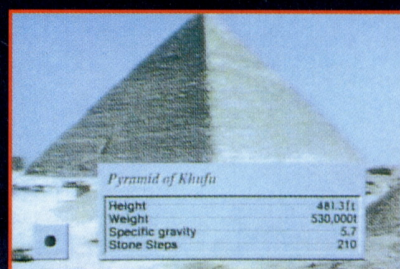 Pyramid of Khufu
Height 481.3ft
Weight 530,000t
Specific gravity 5.7
Stone Steps 210